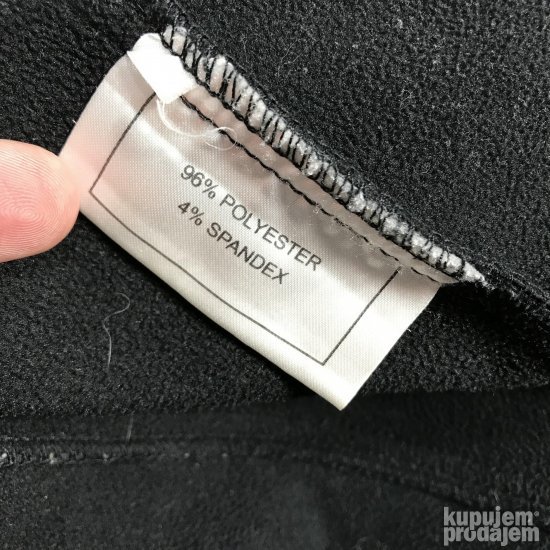 96% POLYESTER
4% SPANDEX
kupujem
prodajem